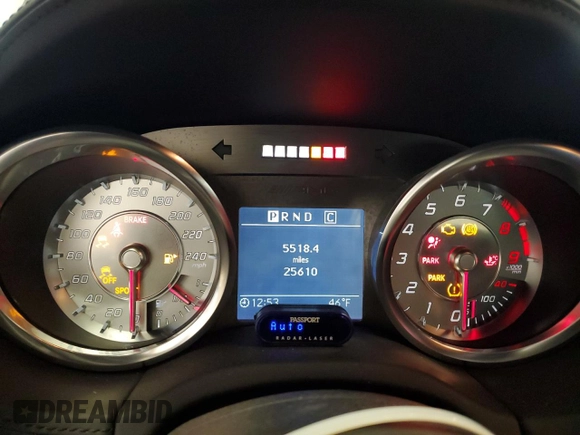 P R N D C
5518.4
miles
25610
12:53 46°F
PASSPORT
Auto
RADAR • LASER
20 40 60 80 100 120 140 160 180 200 220 240
mph
BRAKE
OFF
SPORT
0 1 2 3 4 5 6 7 8 9
x1000
PARK
PARK
100
DREAMBID